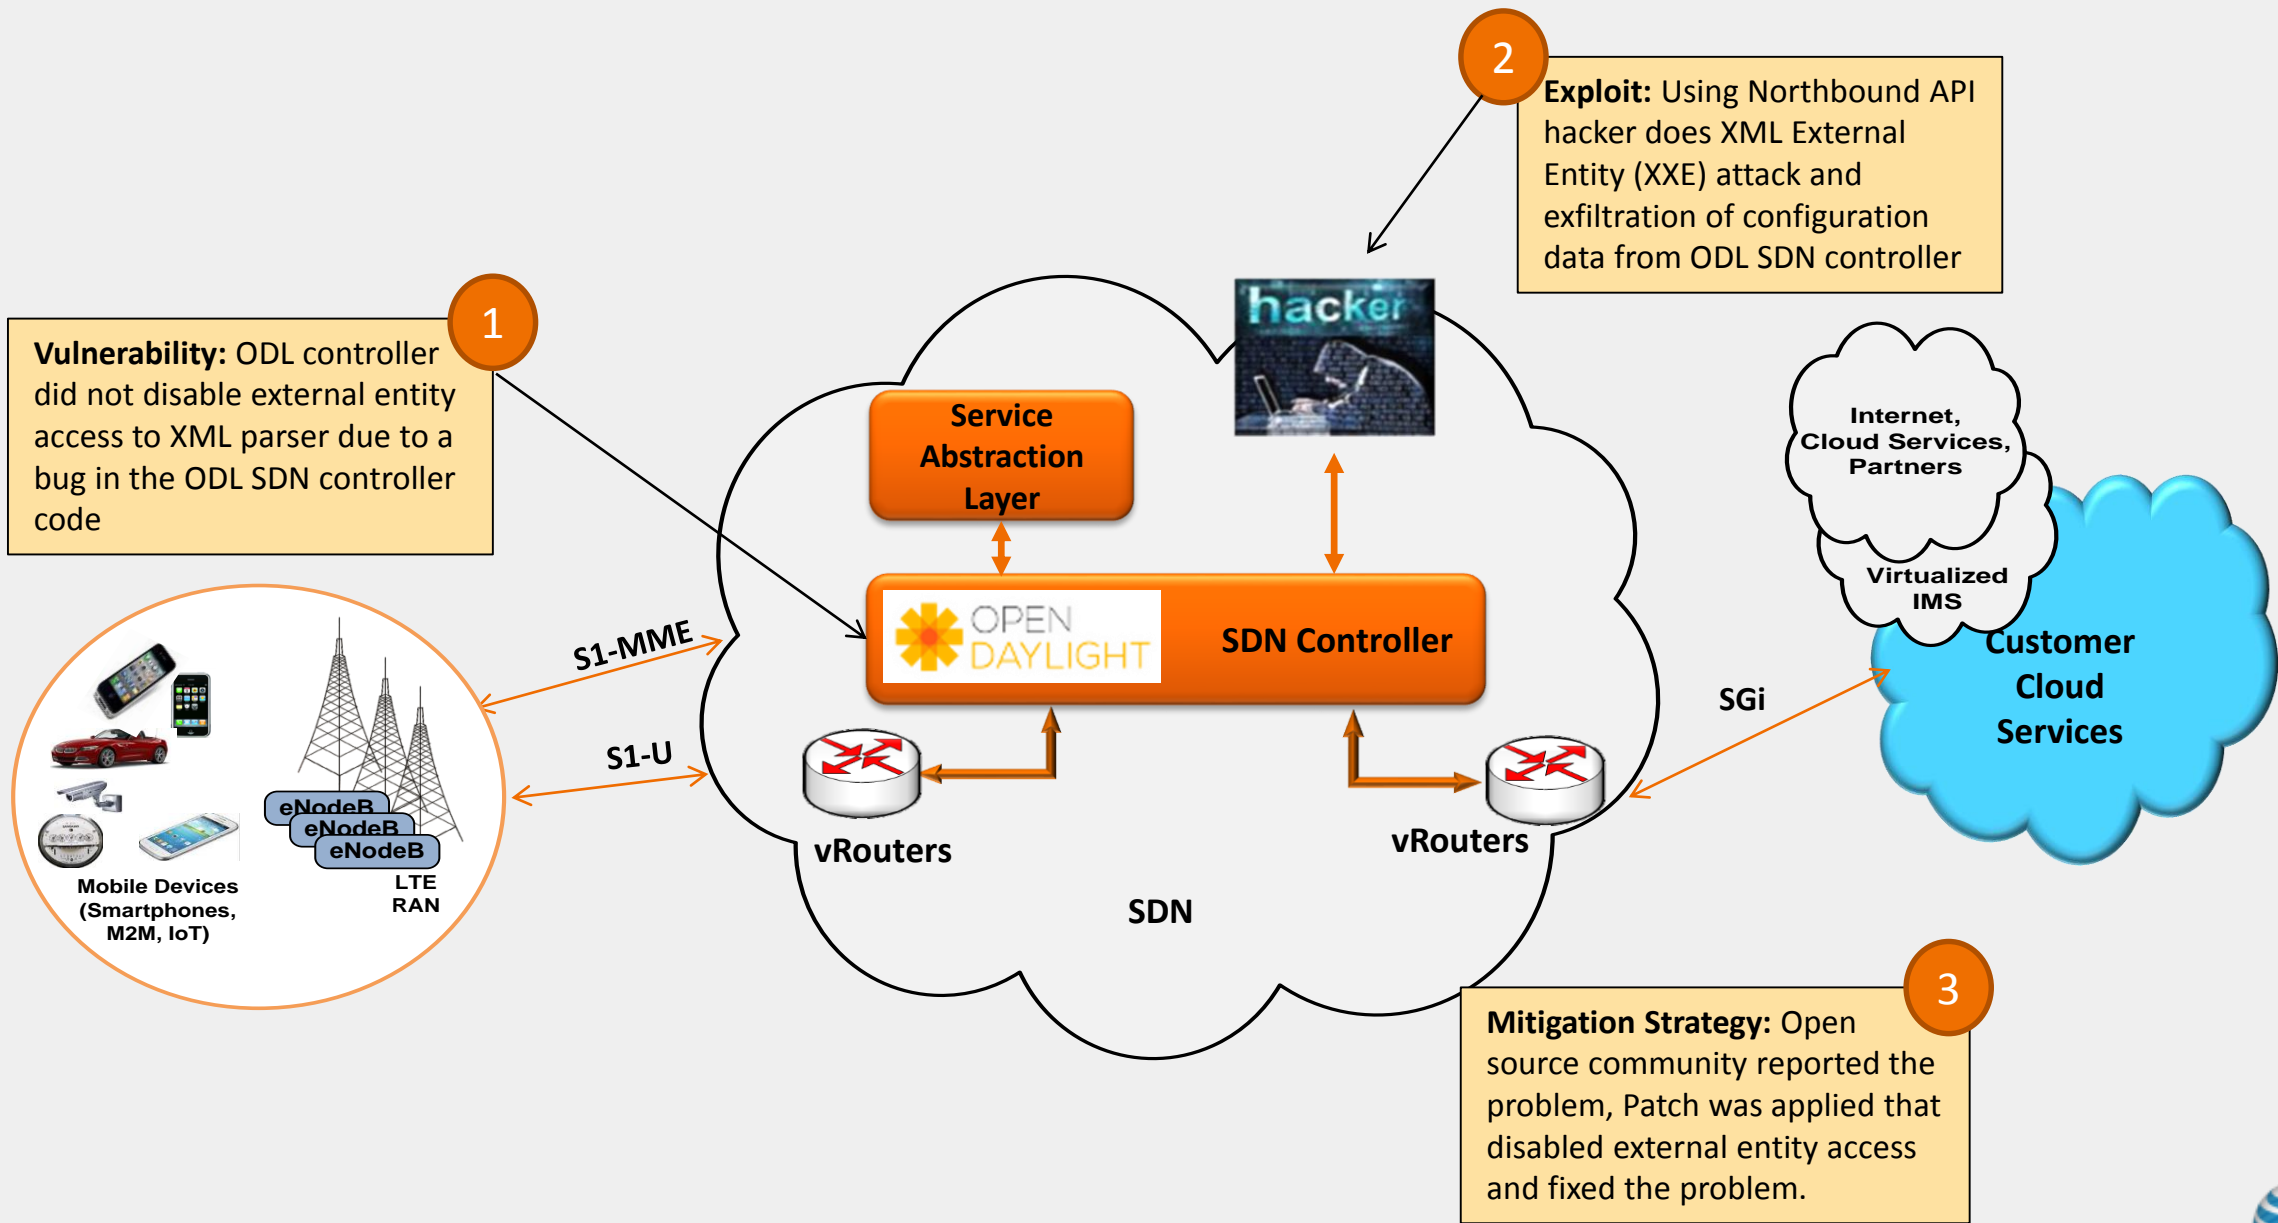 2
Exploit: Using Northbound API
hacker does XML External
Entity (XXE) attack and
exfiltration of configuration
data from ODL SDN controller
1
Vulnerability: ODL controller
did not disable external entity
access to XML parser due to a
bug in the ODL SDN controller
code
hacker
Service
Abstraction
Layer
OPEN
DAYLIGHT
SDN Controller
Internet,
Cloud Services,
Partners
Virtualized
IMS
Customer
Cloud
Services
S1-MME
S1-U
SGi
eNodeB
eNodeB
eNodeB
LTE
RAN
Mobile Devices
(Smartphones,
M2M, IoT)
vRouters
vRouters
SDN
3
Mitigation Strategy: Open
source community reported the
problem, Patch was applied that
disabled external entity access
and fixed the problem.